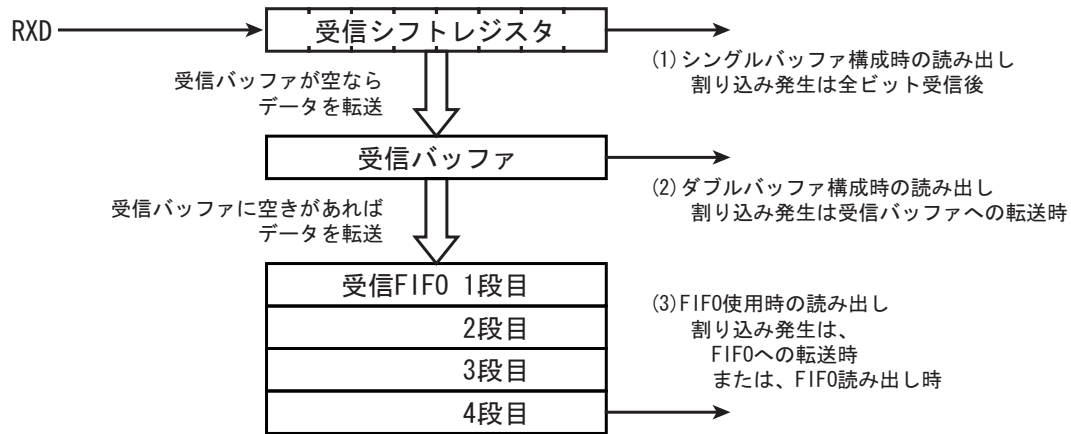 RXD
受信シフトレジスタ
(1)シングルバッファ構成時の読み出し
割り込み発生は全ビット受信後
受信バッファが空なら
データを転送
受信バッファ
(2)ダブルバッファ構成時の読み出し
割り込み発生は受信バッファへの転送時
受信バッファに空きがあれば
データを転送
受信FIFO 1段目
2段目
3段目
4段目
(3)FIFO使用時の読み出し
割り込み発生は、
FIFOへの転送時
または、FIFO読み出し時